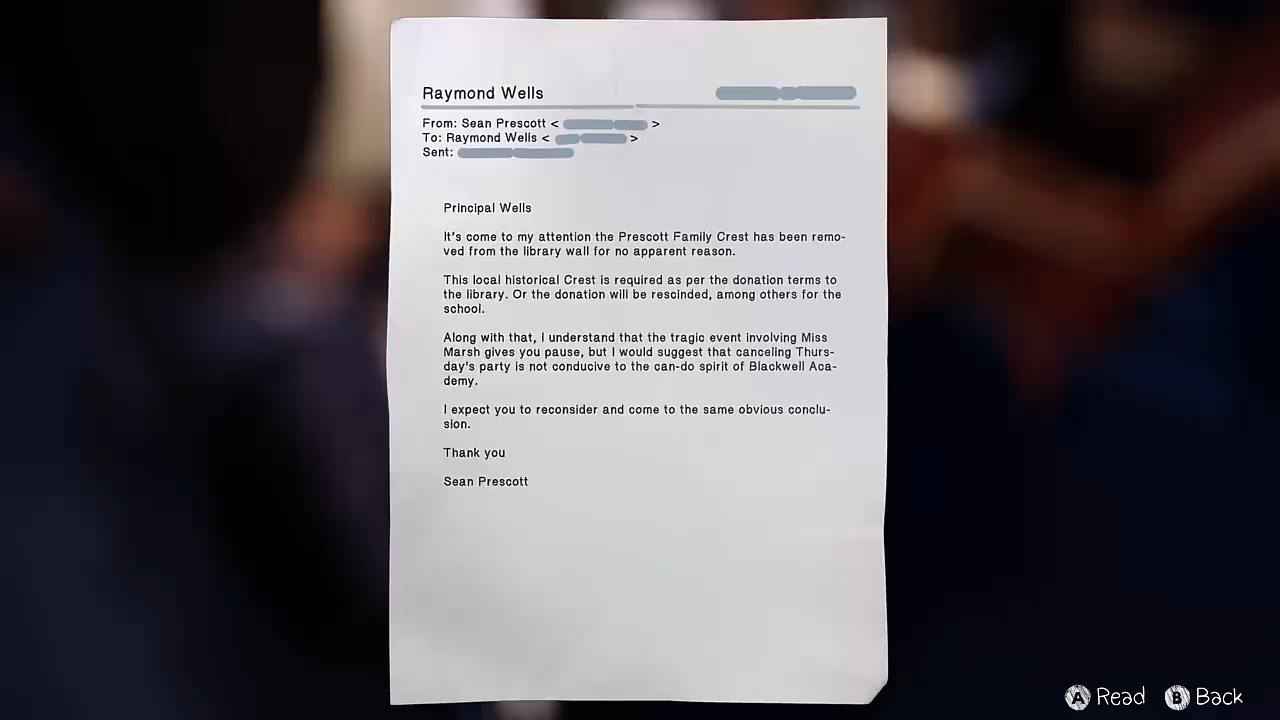 Raymond Wells
From: Sean Prescott < >
To: Raymond Wells < >
Sent:
Principal Wells
It's come to my attention the Prescott Family Crest has been remo-
ved from the library wall for no apparent reason.
This local historical Crest is required as per the donation terms to
the library. Or the donation will be rescinded, among others for the
school.
Along with that, I understand that the tragic event involving Miss
Marsh gives you pause, but I would suggest that canceling Thurs-
day's party is not conducive to the can-do spirit of Blackwell Aca-
demy.
I expect you to reconsider and come to the same obvious conclu-
sion.
Thank you
Sean Prescott
A Read B Back